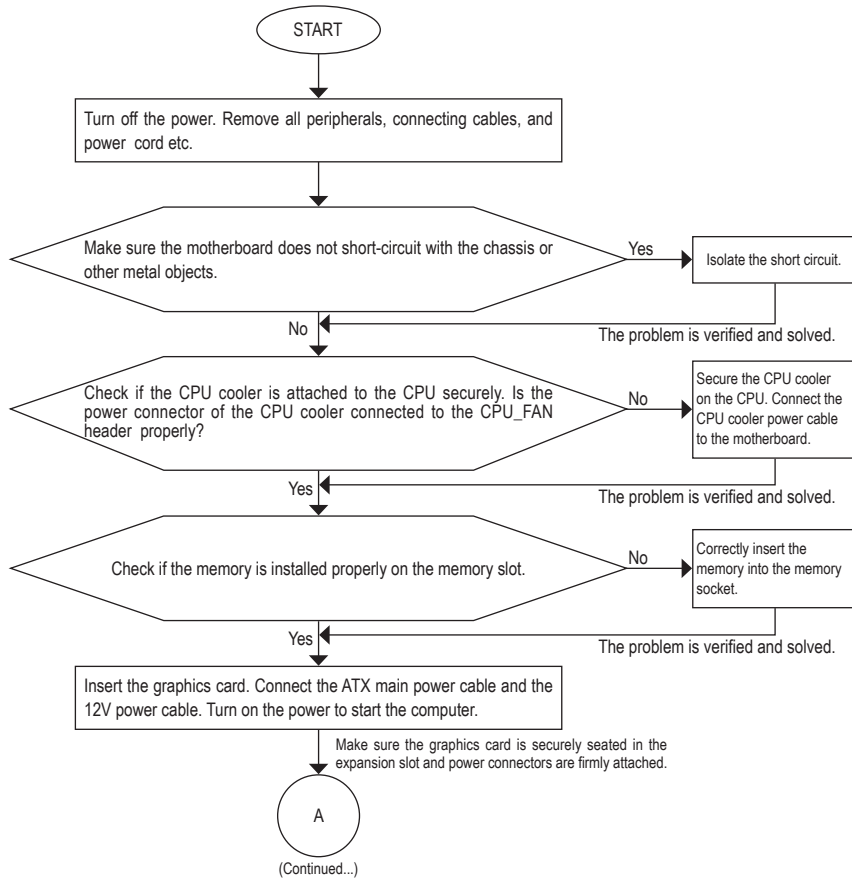 START
Turn off the power. Remove all peripherals, connecting cables, and
power cord etc.
Make sure the motherboard does not short-circuit with the chassis or
other metal objects.
Yes
Isolate the short circuit.
No
The problem is verified and solved.
Check if the CPU cooler is attached to the CPU securely. Is the
power connector of the CPU cooler connected to the CPU_FAN
header properly?
No
Secure the CPU cooler
on the CPU. Connect the
CPU cooler power cable
to the motherboard.
Yes
The problem is verified and solved.
Check if the memory is installed properly on the memory slot.
No
Correctly insert the
memory into the memory
socket.
Yes
The problem is verified and solved.
Insert the graphics card. Connect the ATX main power cable and the
12V power cable. Turn on the power to start the computer.
Make sure the graphics card is securely seated in the
expansion slot and power connectors are firmly attached.
A
(Continued...)